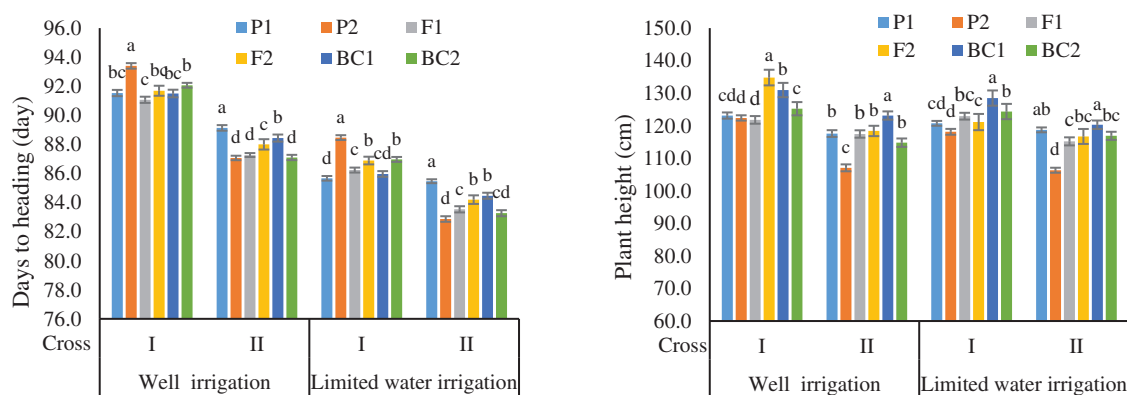 Days to heading (day)
96.0
94.0
92.0
90.0
88.0
86.0
84.0
82.0
80.0
78.0
76.0
P1 P2 F1
F2 BC1 BC2
bc a c bc bc b
a d d c b d
d a c b cd b
a d c b b cd
Cross I II I II
Well irrigation Limited water irrigation
Plant height (cm)
150.0
140.0
130.0
120.0
110.0
100.0
90.0
80.0
70.0
60.0
P1 P2 F1
F2 BC1 BC2
cd d d a b c
b c b b a b
cd d bc c a b
ab d c bc a bc
Cross I II I II
Well irrigation Limited water irrigation